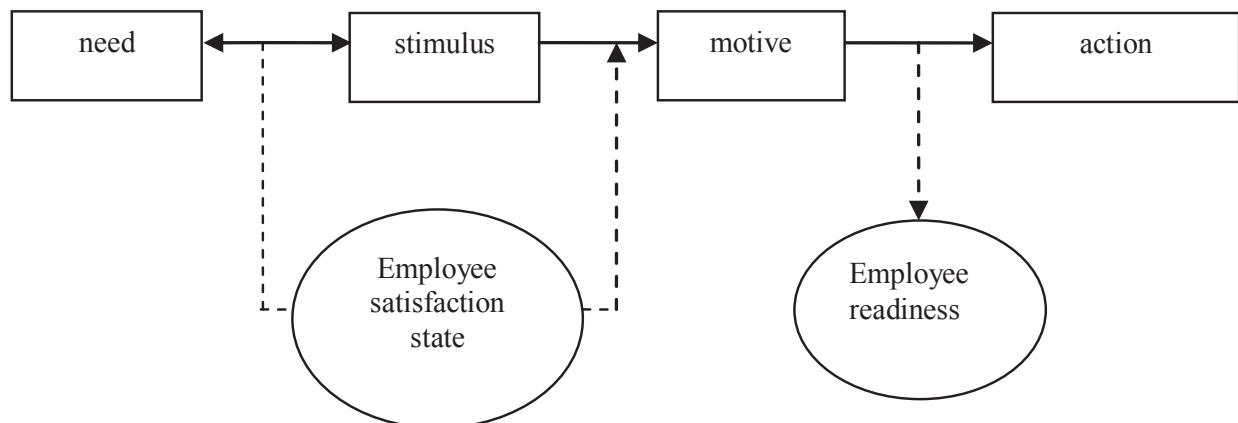 need
stimulus
motive
action
Employee
satisfaction
state
Employee
readiness